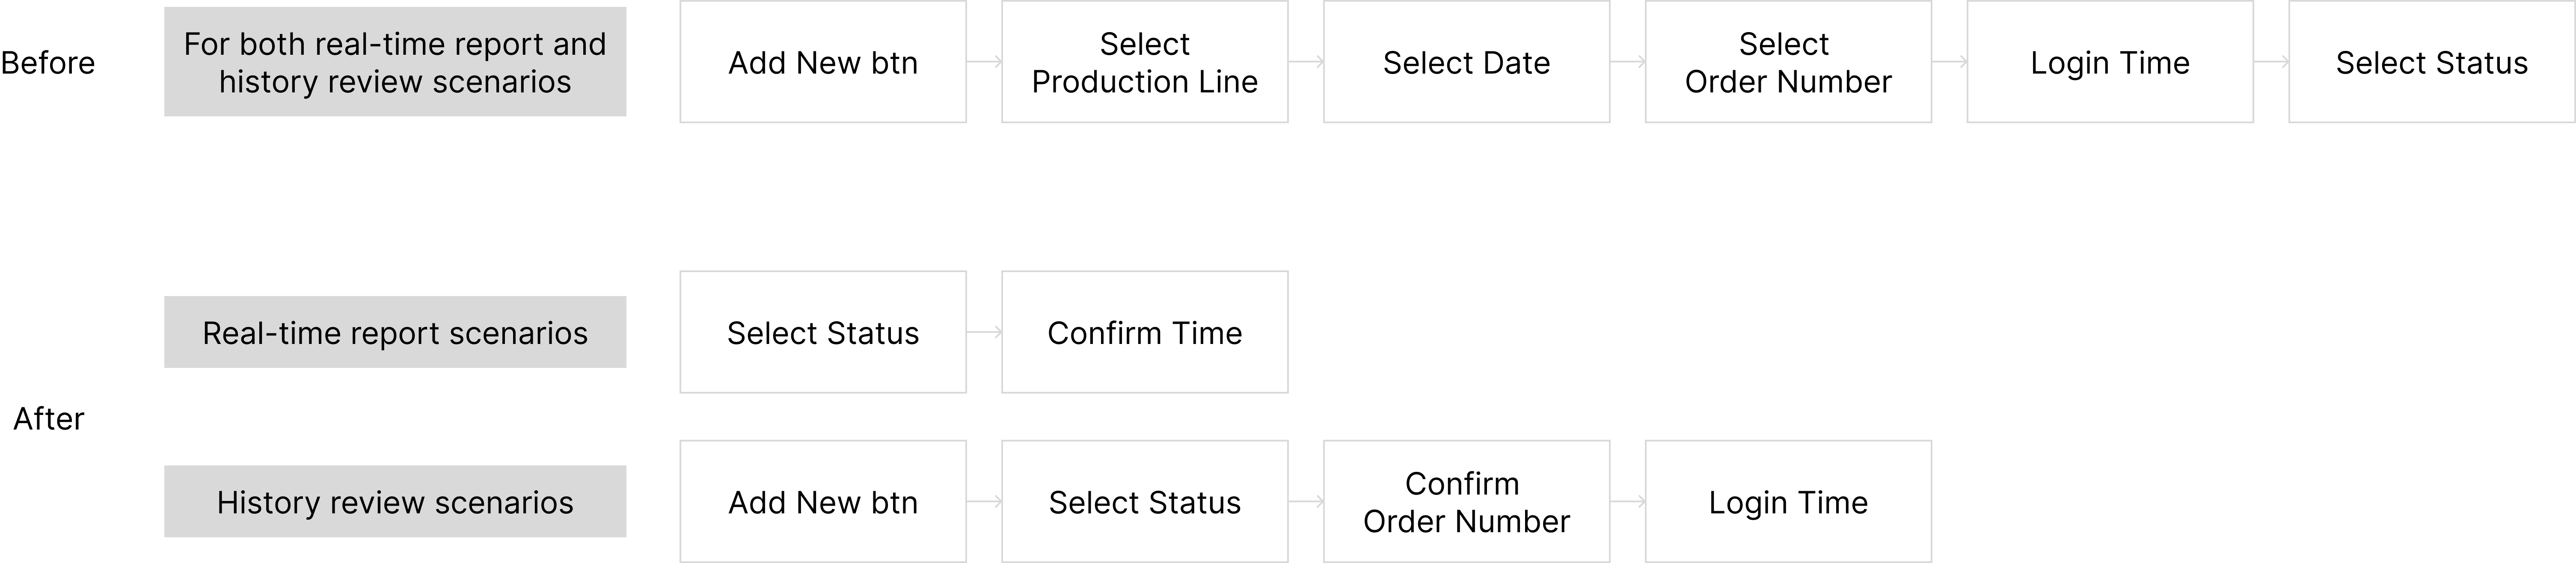 Before
For both real-time report and
history review scenarios
Add New btn
Select
Production Line
Select Date
Select
Order Number
Login Time
Select Status
After
Real-time report scenarios
Select Status
Confirm Time
History review scenarios
Add New btn
Select Status
Confirm
Order Number
Login Time